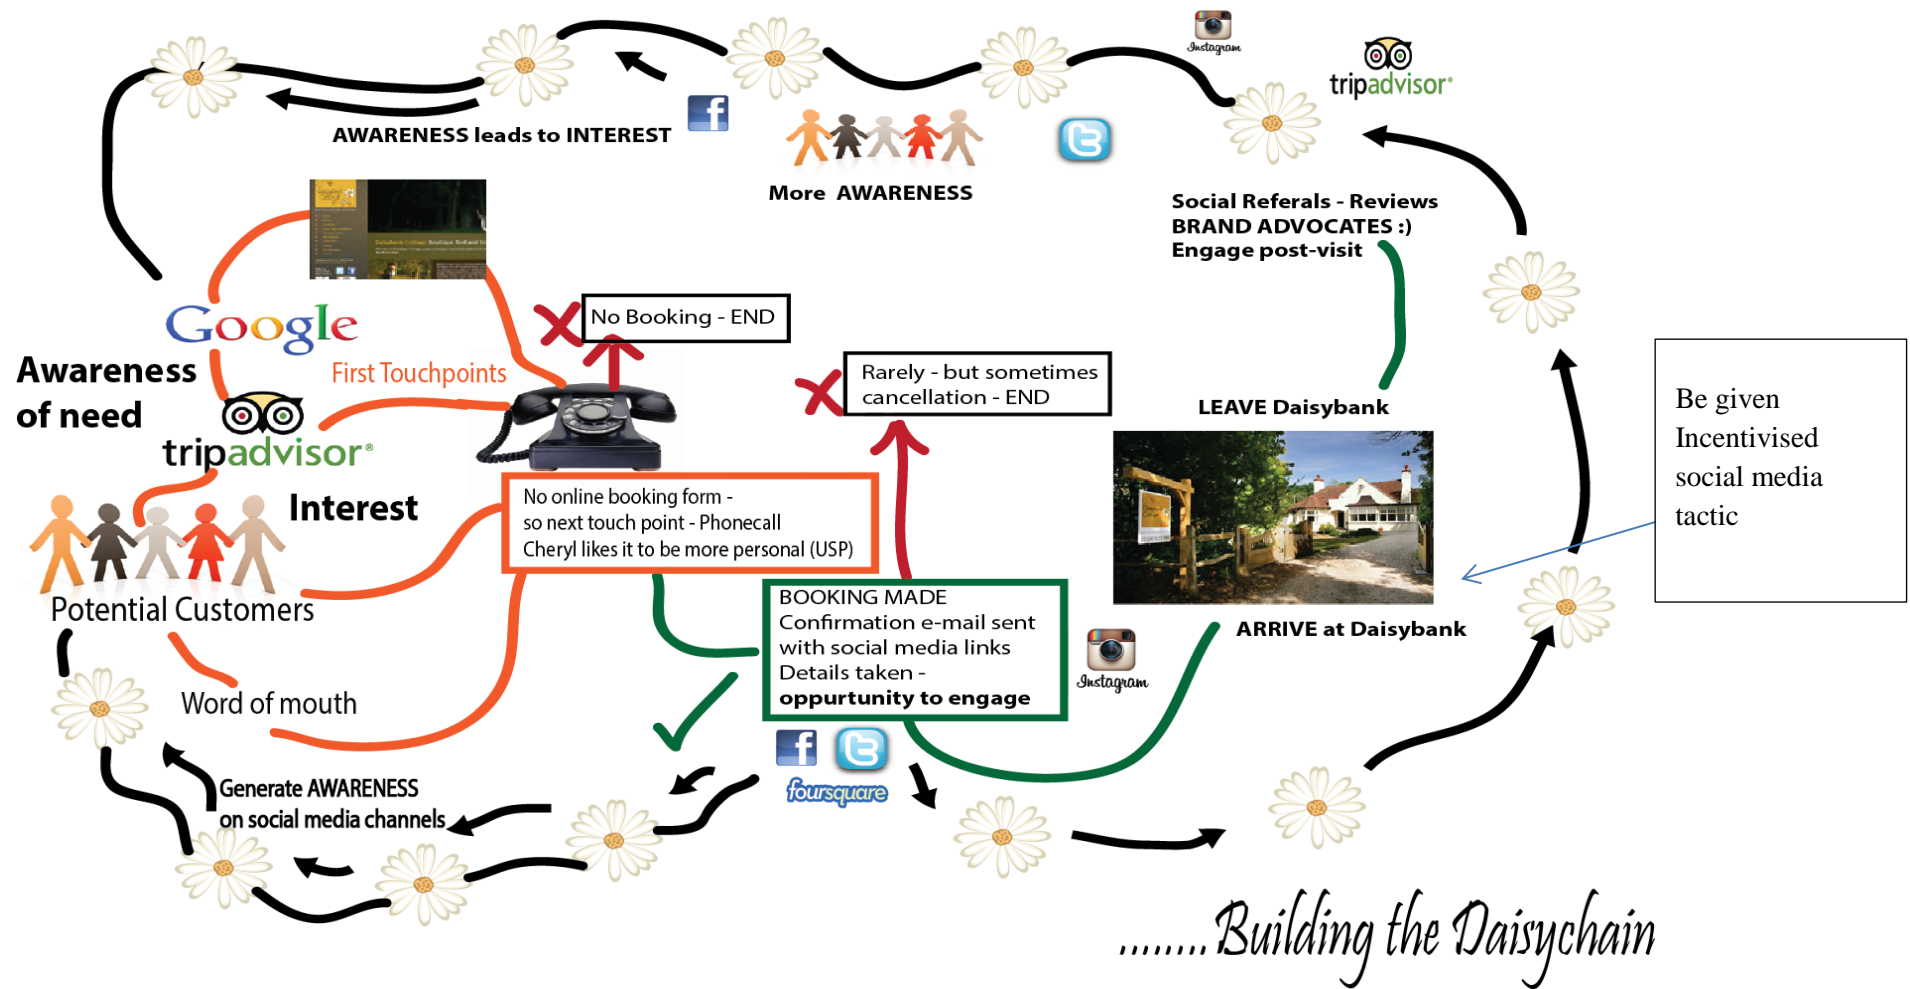 Instagram
tripadvisor®
AWARENESS leads to INTEREST
f
t
More AWARENESS
Social Referals - Reviews
BRAND ADVOCATES :)
Engage post-visit
Google
No Booking - END
Awareness
of need
First Touchpoints
Rarely - but sometimes
cancellation - END
LEAVE Daisybank
tripadvisor®
Interest
No online booking form -
so next touch point - Phonecall
Cheryl likes it to be more personal (USP)
Be given
Incentivised
social media
tactic
Potential Customers
BOOKING MADE
Confirmation e-mail sent
with social media links
Details taken -
oppurtunity to engage
ARRIVE at Daisybank
Instagram
Word of mouth
f
t
foursquare
Generate AWARENESS
on social media channels
........Building the Daisychain